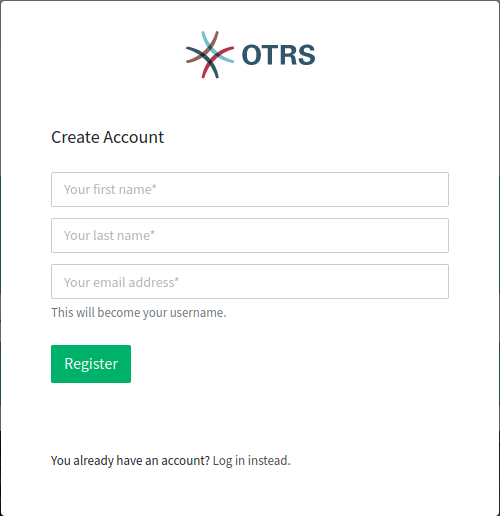 OTRS
Create Account
Your first name*
Your last name*
Your email address*
This will become your username.
Register
You already have an account? Log in instead.